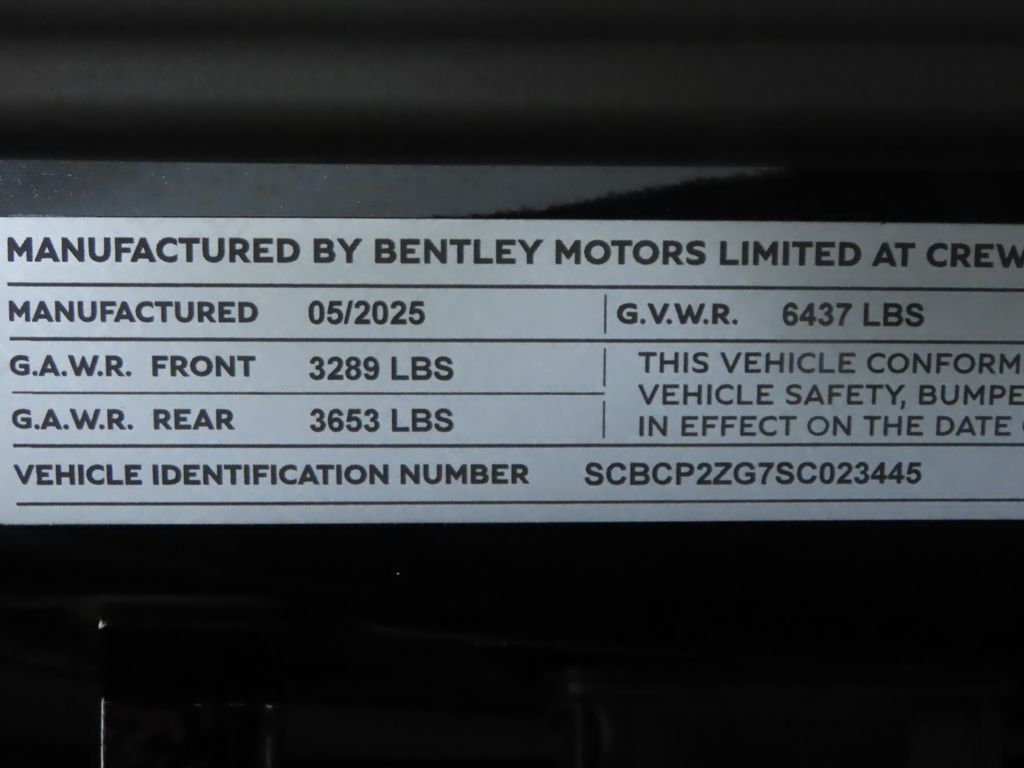 MANUFACTURED BY BENTLEY MOTORS LIMITED AT CREW
MANUFACTURED 05/2025 G.V.W.R. 6437 LBS
G.A.W.R. FRONT 3289 LBS
THIS VEHICLE CONFORM
VEHICLE SAFETY, BUMPE
G.A.W.R. REAR 3653 LBS
IN EFFECT ON THE DATE
VEHICLE IDENTIFICATION NUMBER SCBCP2ZG7SC023445